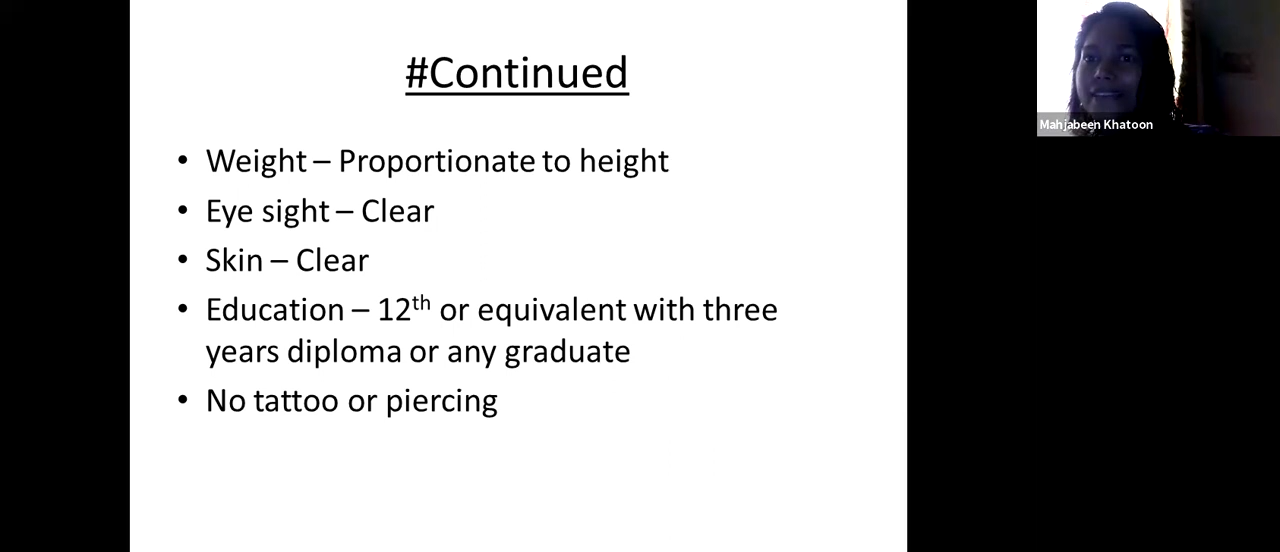 #Continued
• Weight – Proportionate to height
• Eye sight – Clear
• Skin – Clear
• Education – 12th or equivalent with three
years diploma or any graduate
• No tattoo or piercing
Mahjabeen Khatoon